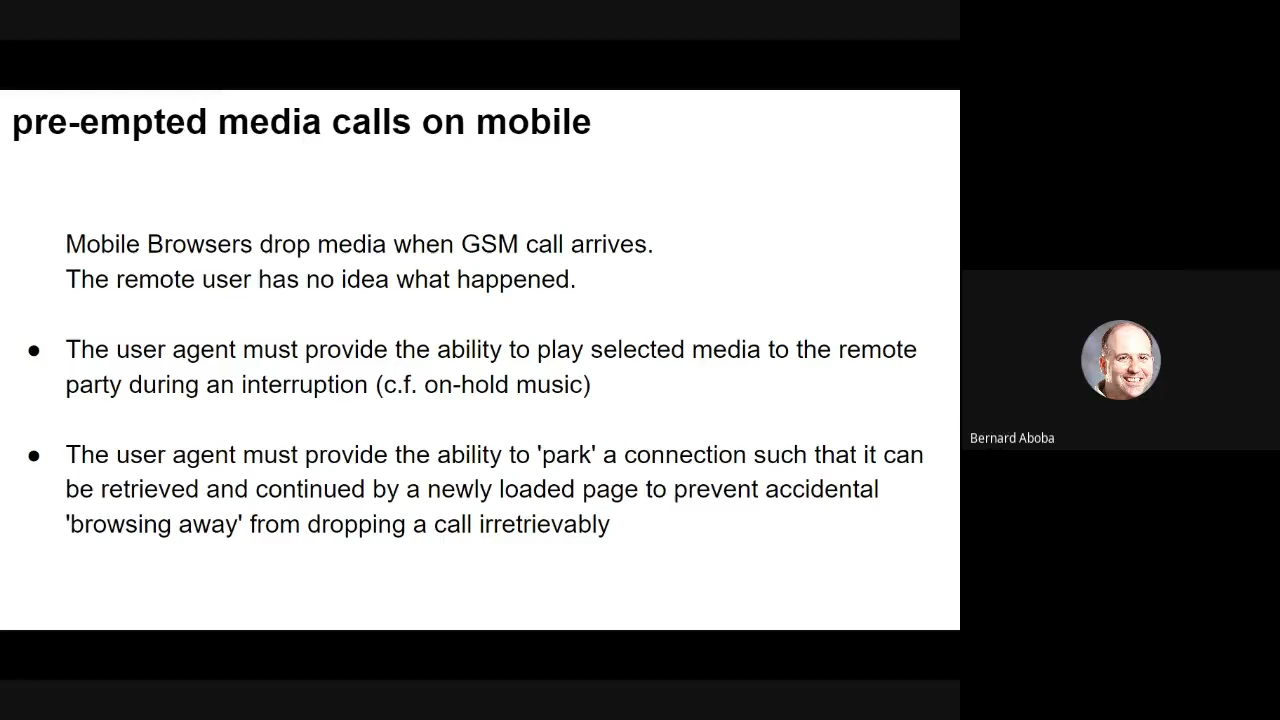 pre-empted media calls on mobile
Mobile Browsers drop media when GSM call arrives.
The remote user has no idea what happened.
● The user agent must provide the ability to play selected media to the remote
party during an interruption (c.f. on-hold music)
● The user agent must provide the ability to 'park' a connection such that it can
be retrieved and continued by a newly loaded page to prevent accidental
'browsing away' from dropping a call irretrievably
Bernard Aboba